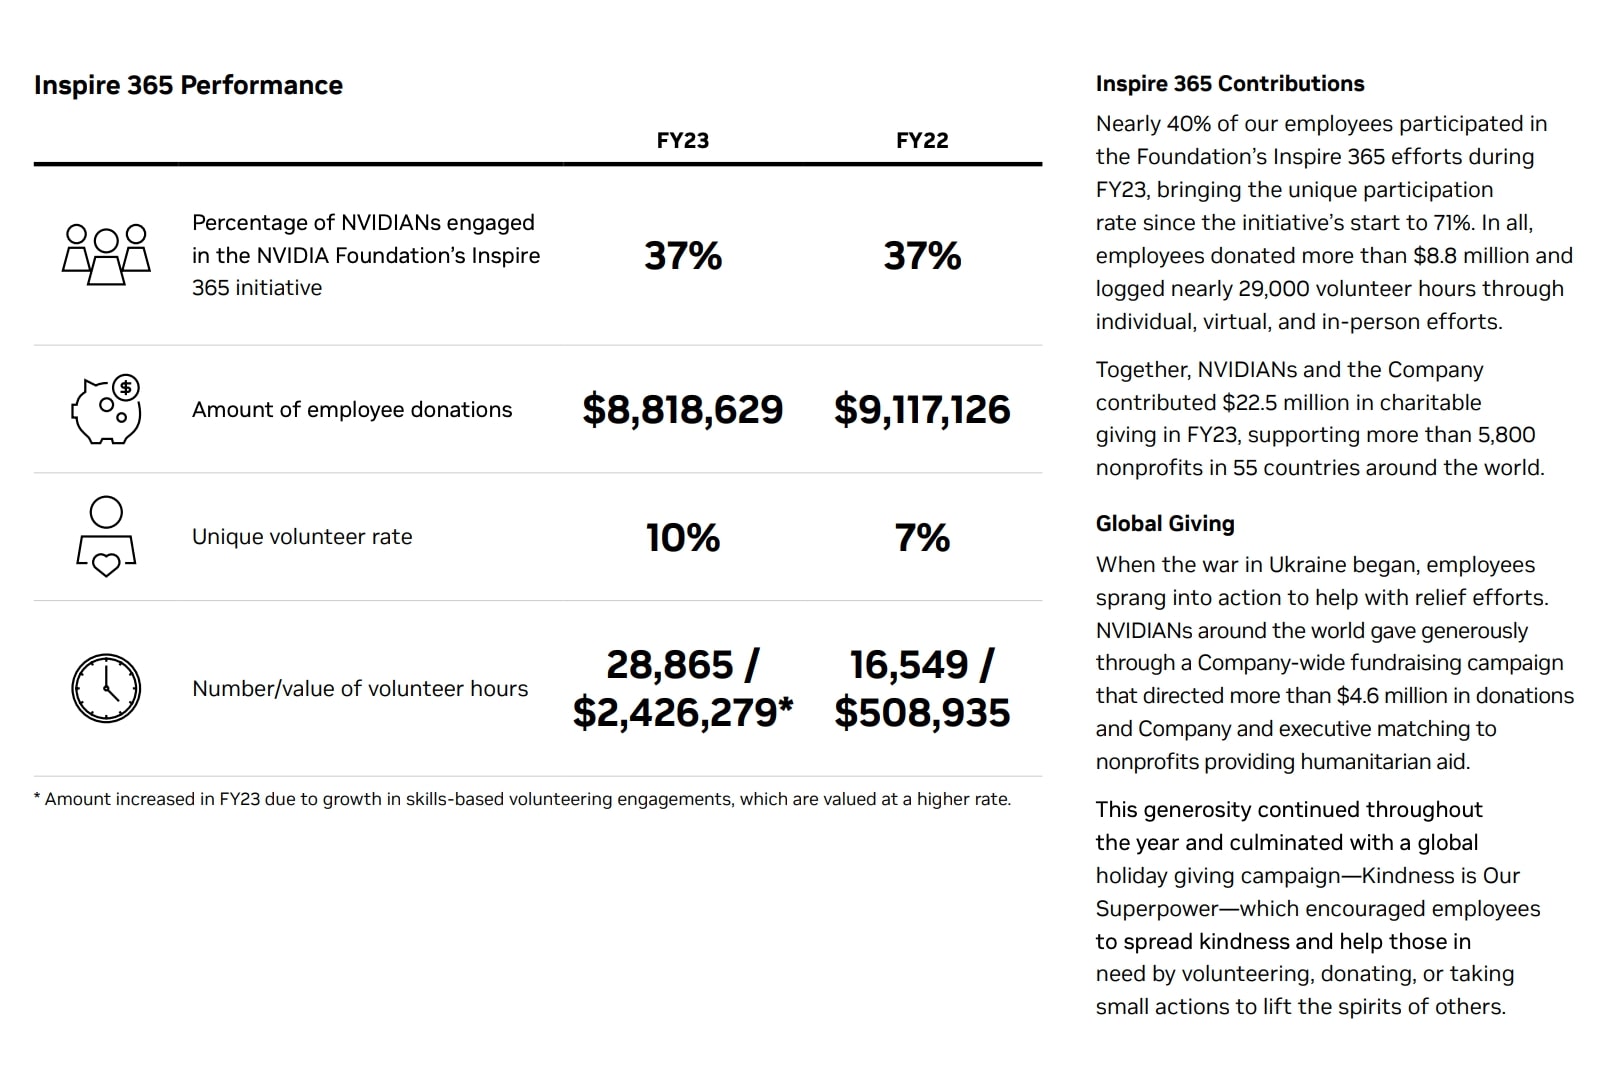 Inspire 365 Performance
FY23 FY22
Percentage of NVIDIANs engaged
in the NVIDIA Foundation’s Inspire
365 initiative
37% 37%
$
Amount of employee donations $8,818,629 $9,117,126
Unique volunteer rate 10% 7%
Number/value of volunteer hours
28,865 / 16,549 /
$2,426,279* $508,935
* Amount increased in FY23 due to growth in skills-based volunteering engagements, which are valued at a higher rate.
Inspire 365 Contributions
Nearly 40% of our employees participated in
the Foundation’s Inspire 365 efforts during
FY23, bringing the unique participation
rate since the initiative’s start to 71%. In all,
employees donated more than $8.8 million and
logged nearly 29,000 volunteer hours through
individual, virtual, and in-person efforts.
Together, NVIDIANs and the Company
contributed $22.5 million in charitable
giving in FY23, supporting more than 5,800
nonprofits in 55 countries around the world.
Global Giving
When the war in Ukraine began, employees
sprang into action to help with relief efforts.
NVIDIANs around the world gave generously
through a Company-wide fundraising campaign
that directed more than $4.6 million in donations
and Company and executive matching to
nonprofits providing humanitarian aid.
This generosity continued throughout
the year and culminated with a global
holiday giving campaign—Kindness is Our
Superpower—which encouraged employees
to spread kindness and help those in
need by volunteering, donating, or taking
small actions to lift the spirits of others.